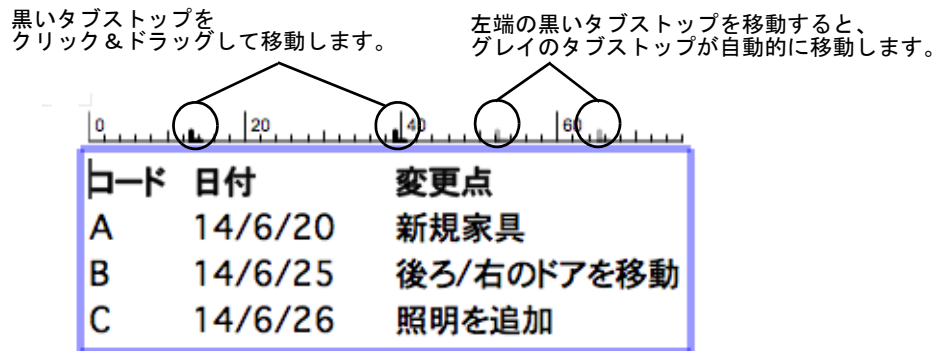 黒いタブストップを
クリック＆ドラッグして移動します。
左端の黒いタブストップを移動すると、
グレイのタブストップが自動的に移動します。
0 20 40 60
コード 日付 変更点
A 14/6/20 新規家具
B 14/6/25 後ろ/右のドアを移動
C 14/6/26 照明を追加